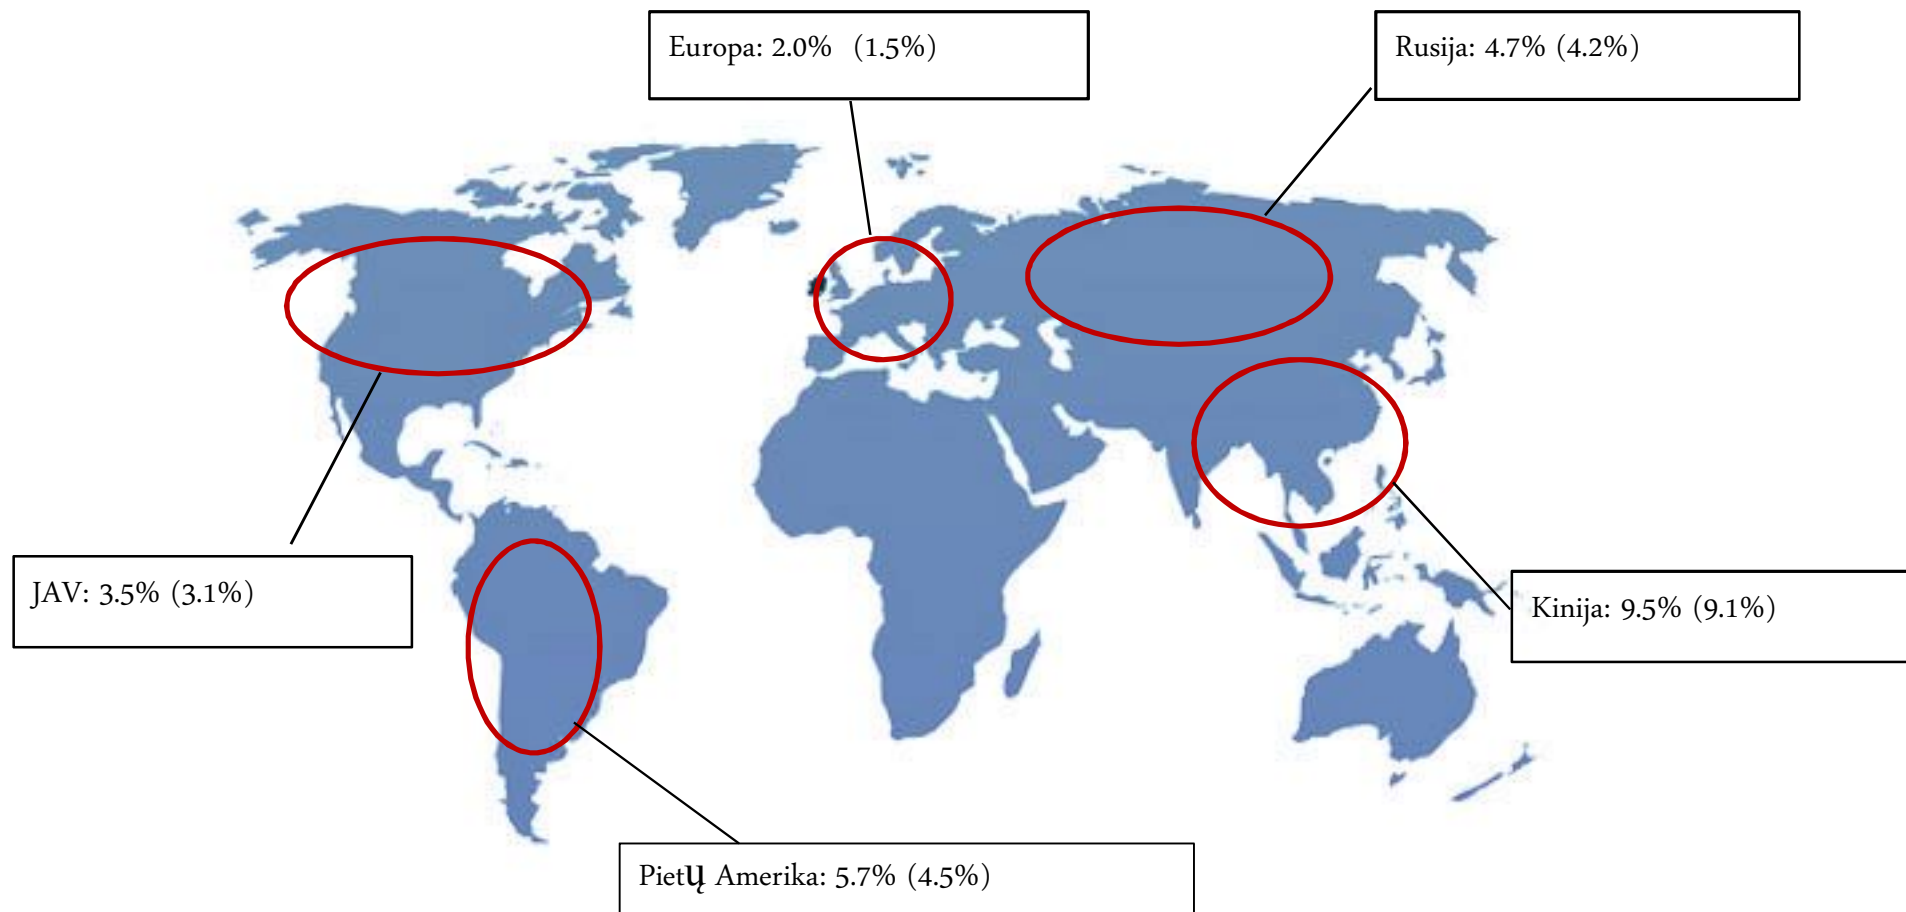 Europa: 2.0% (1.5%)
Rusija: 4.7% (4.2%)
JAV: 3.5% (3.1%)
Kinija: 9.5% (9.1%)
Pietų Amerika: 5.7% (4.5%)